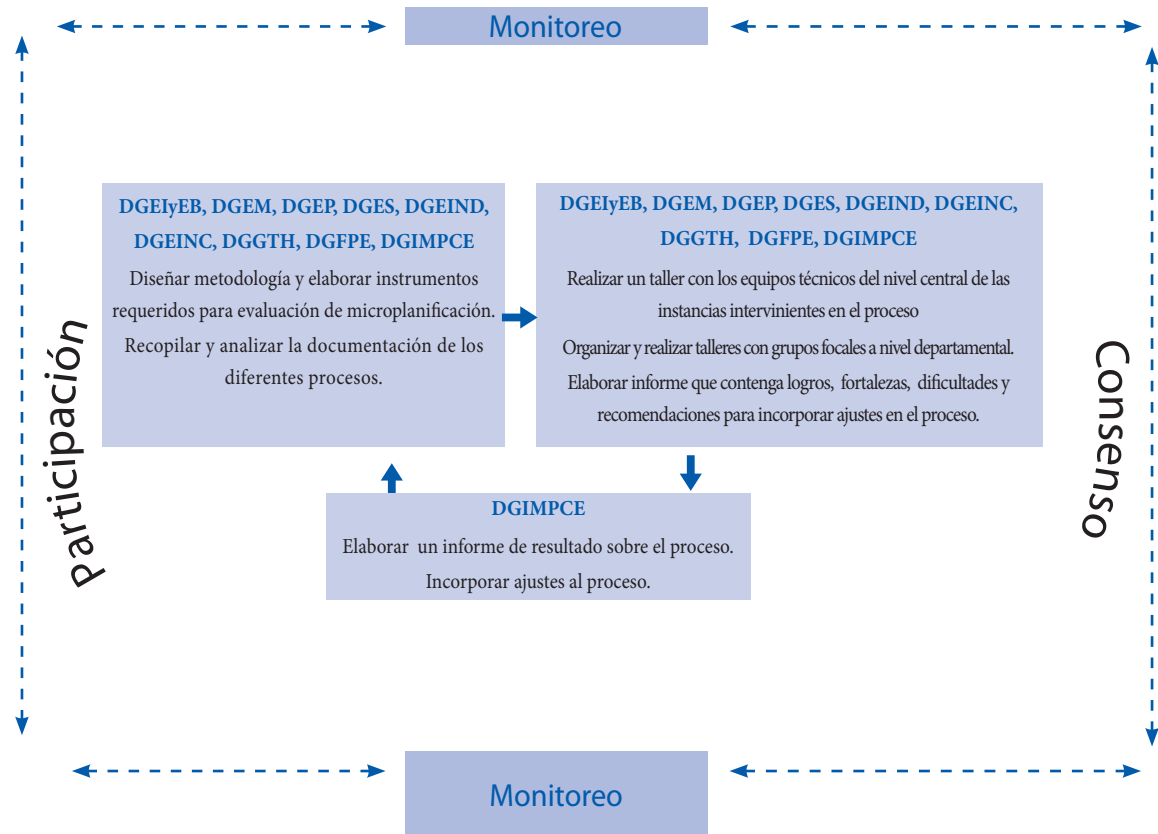 Monitoreo
Participación
DGEIyEB, DGEM, DGEP, DGES, DGEIND,
DGEINC, DGGTH, DGFPE, DGIMPCE
Diseñar metodología y elaborar instrumentos
requeridos para evaluación de microplanificación.
Recopilar y analizar la documentación de los
diferentes procesos.
DGEIyEB, DGEM, DGEP, DGES, DGEIND, DGEINC,
DGGTH, DGFPE, DGIMPCE
Realizar un taller con los equipos técnicos del nivel central de las
instancias intervinientes en el proceso
Organizar y realizar talleres con grupos focales a nivel departamental.
Elaborar informe que contenga logros, fortalezas, dificultades y
recomendaciones para incorporar ajustes en el proceso.
Consenso
DGIMPCE
Elaborar un informe de resultado sobre el proceso.
Incorporar ajustes al proceso.
Monitoreo